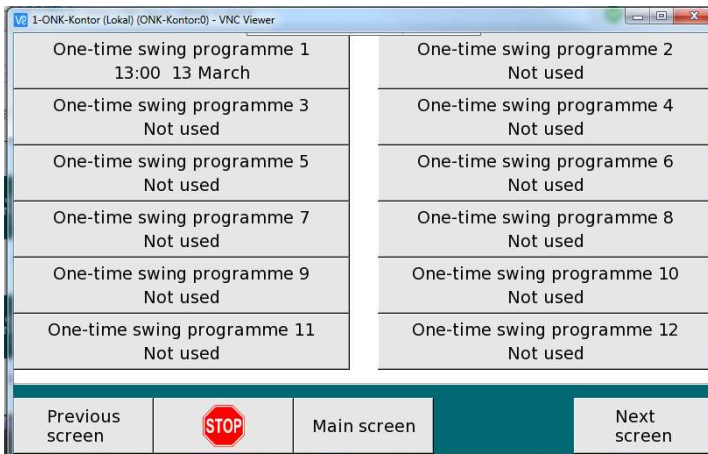 1-ONK-Kontor (Lokal) (ONK-Kontor:0) - VNC Viewer
One-time swing programme 1
13:00 13 March
One-time swing programme 2
Not used
One-time swing programme 3
Not used
One-time swing programme 4
Not used
One-time swing programme 5
Not used
One-time swing programme 6
Not used
One-time swing programme 7
Not used
One-time swing programme 8
Not used
One-time swing programme 9
Not used
One-time swing programme 10
Not used
One-time swing programme 11
Not used
One-time swing programme 12
Not used
Previous
screen
STOP
Main screen
Next
screen